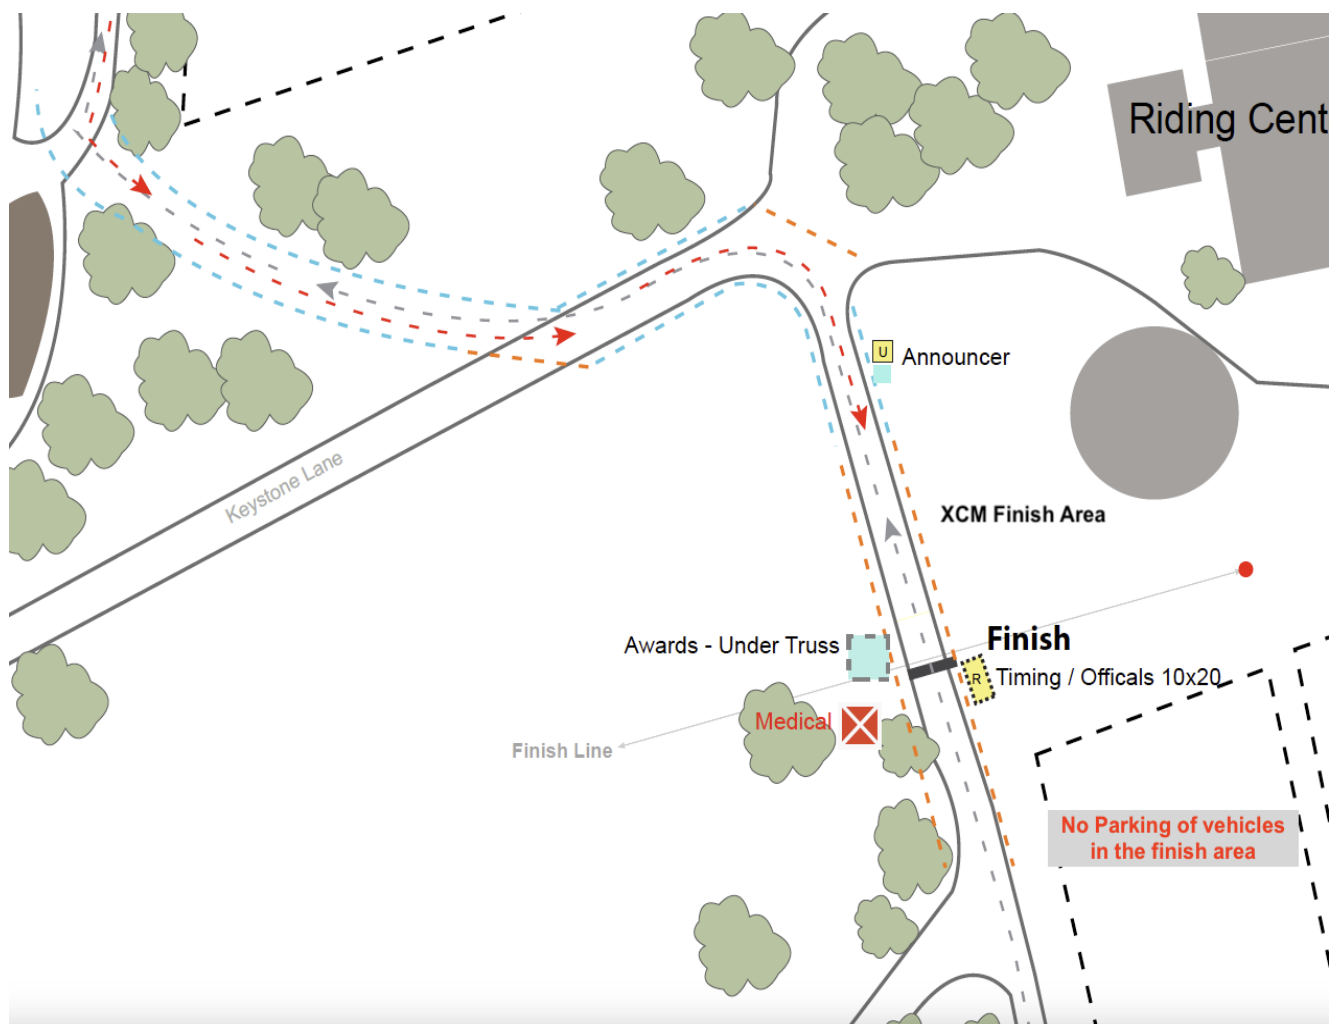 Riding Cent
U
Announcer
Keystone Lane
XCM Finish Area
Finish
Awards - Under Truss
R
Timing / Officals 10x20
Medical
Finish Line
No Parking of vehicles
in the finish area